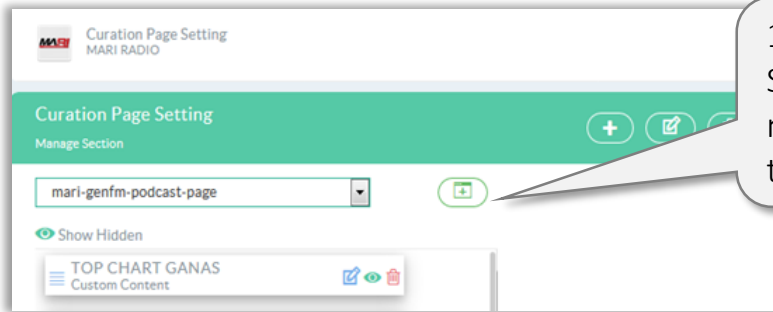 MARI
Curation Page Setting
MARI RADIO
Curation Page Setting
Manage Section
mari-genfm-podcast-page
Show Hidden
TOP CHART GANAS
Custom Content